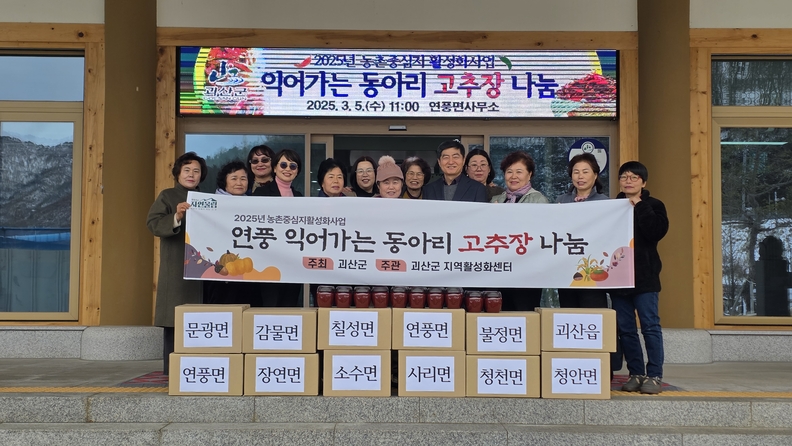 2025년 농촌중심지 활성화사업
괴산군
익어가는 동아리 고추장 나눔
2025. 3. 5.(수) 11:00 연풍면사무소
자연울림
2025년 농촌중심지활성화사업
연풍 익어가는 동아리 고추장 나눔
주최 괴산군 주관 괴산군 지역활성화센터
문광면 감물면 칠성면 연풍면 불정면 괴산읍
연풍면 장연면 소수면 사리면 청천면 청안면